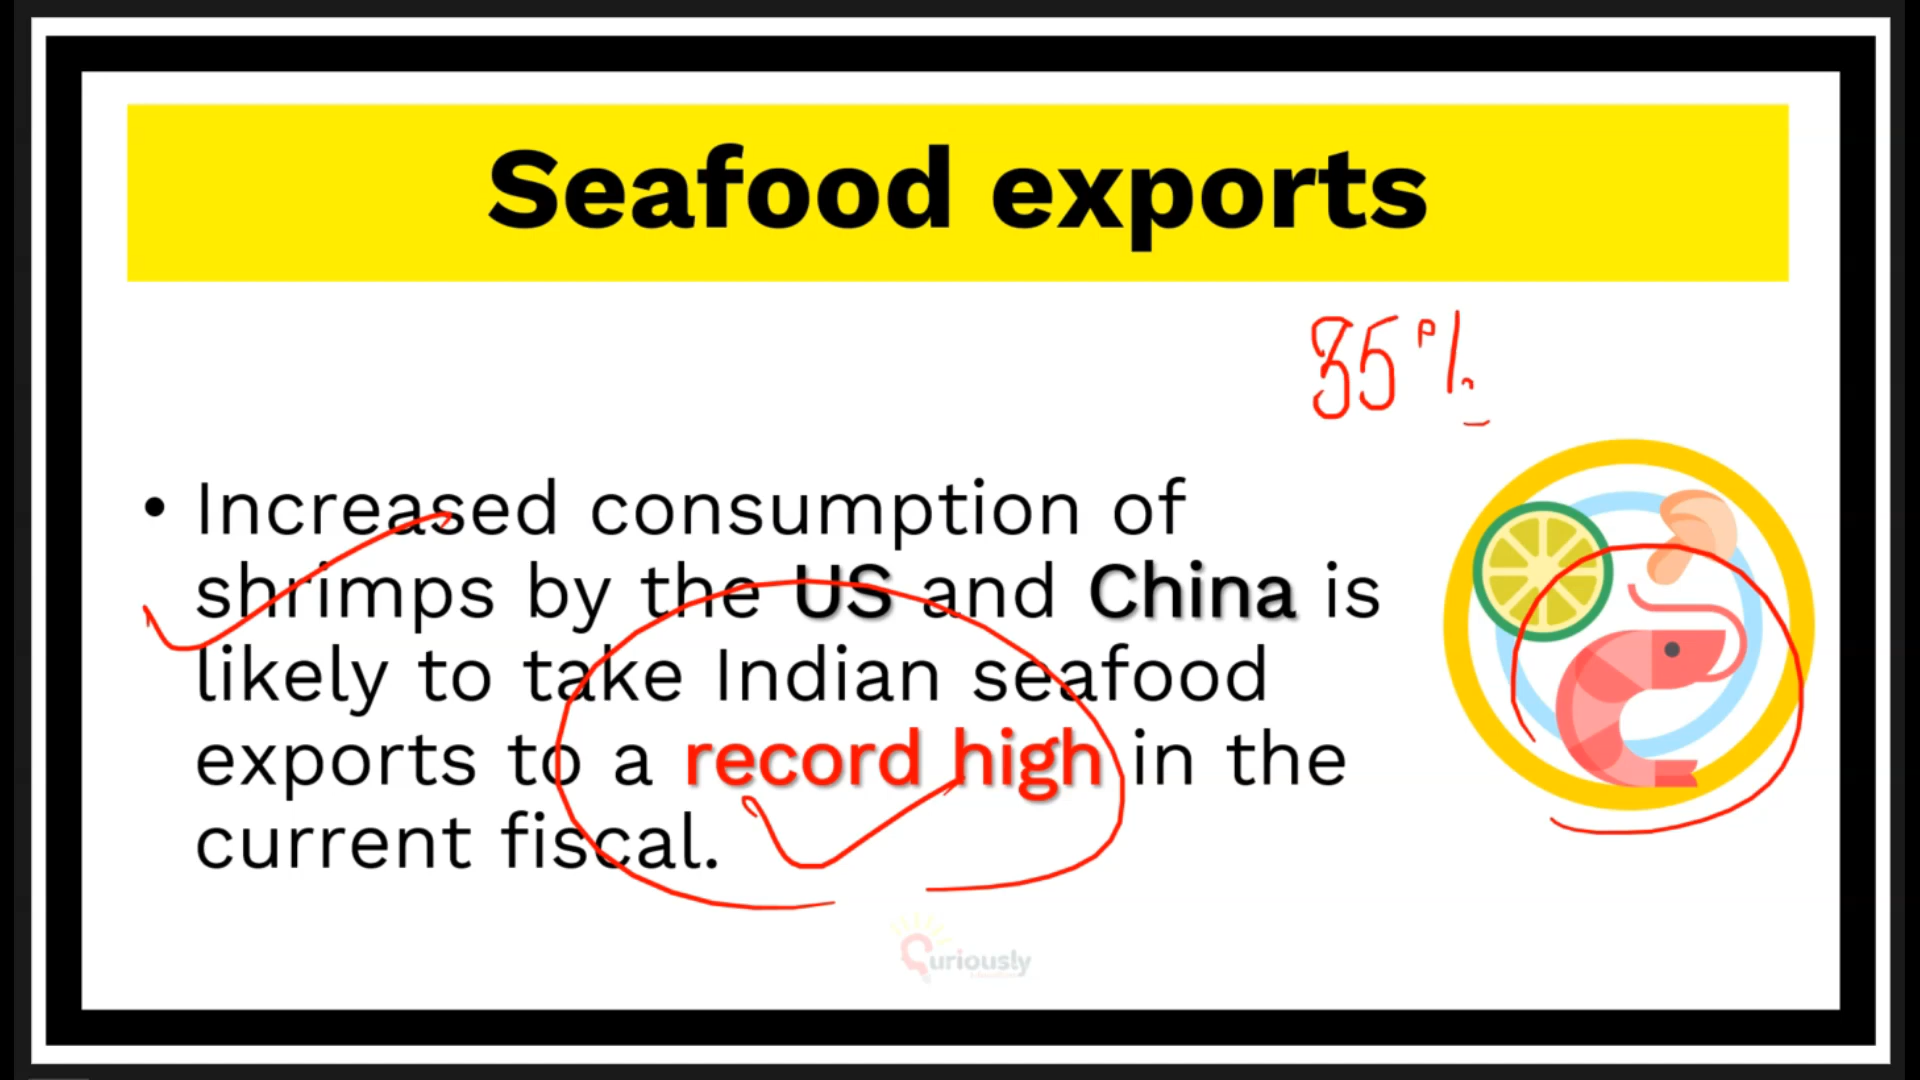 Seafood exports
35%
• Increased consumption of
shrimps by the US and China is
likely to take Indian seafood
exports to a record high in the
current fiscal.
Curiously